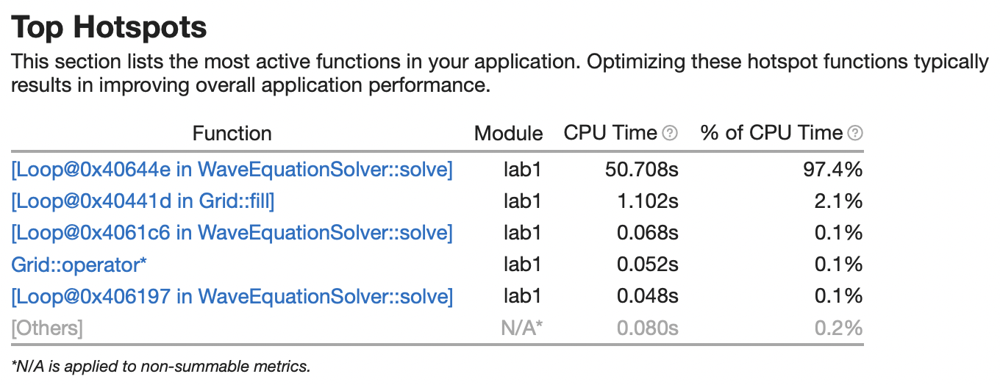 Top Hotspots
This section lists the most active functions in your application. Optimizing these hotspot functions typically
results in improving overall application performance.
Function Module CPU Time ? % of CPU Time ?
[Loop@0x40644e in WaveEquationSolver::solve] lab1 50.708s 97.4%
[Loop@0x40441d in Grid::fill] lab1 1.102s 2.1%
[Loop@0x4061c6 in WaveEquationSolver::solve] lab1 0.068s 0.1%
Grid::operator* lab1 0.052s 0.1%
[Loop@0x406197 in WaveEquationSolver::solve] lab1 0.048s 0.1%
[Others] N/A* 0.080s 0.2%
*N/A is applied to non-summable metrics.